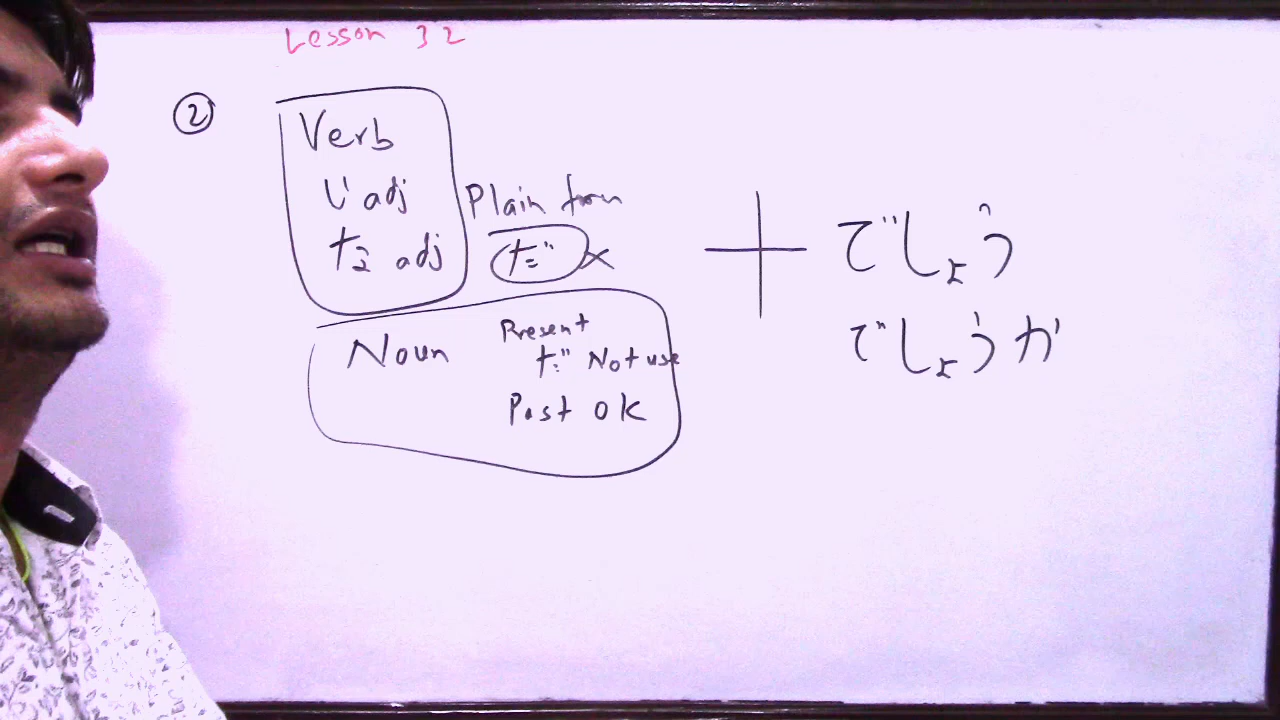 Lesson 32
②
Verb
い adj
な adj
Plain form
だ ×
Noun
Present
だ Not use
Past ok
+
でしょう
でしょうか